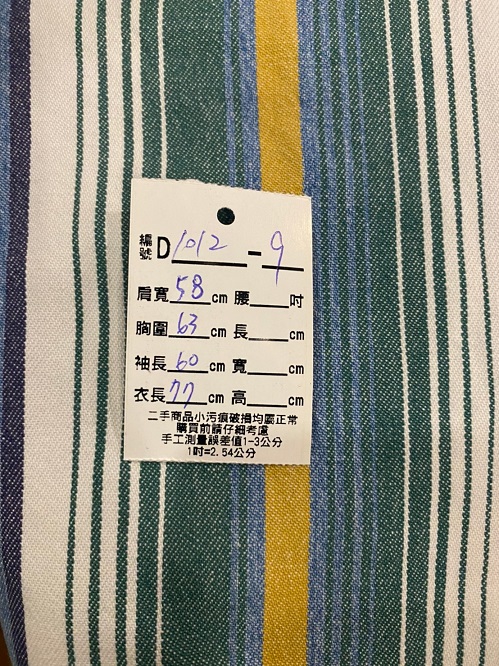 編號D 1012 - 9
肩寬 58 cm 腰 吋
胸圍 63 cm 長 cm
袖長 60 cm 寬 cm
衣長 77 cm 高 cm
二手商品小污痕破損均屬正常
購買前請仔細考慮
手工測量誤差值1-3公分
1吋=2.54公分